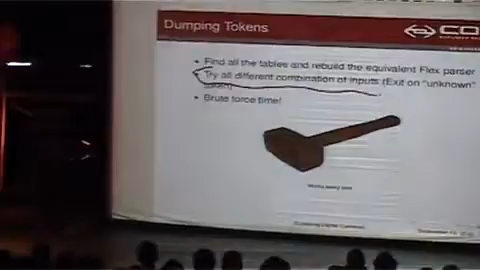 Dumping Tokens
CO
Find all the tables and rebuild the equivalent Flex parser
Try all different combination of inputs (Exit on "unknown"
token)
Brute force time!